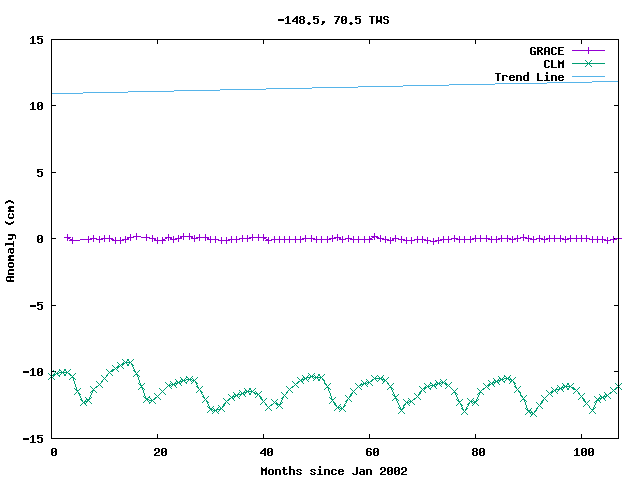 -148.5, 70.5 TWS
GRACE
CLM
Trend Line
15
10
5
0
-5
-10
-15
Anomaly (cm)
0 20 40 60 80 100
Months since Jan 2002